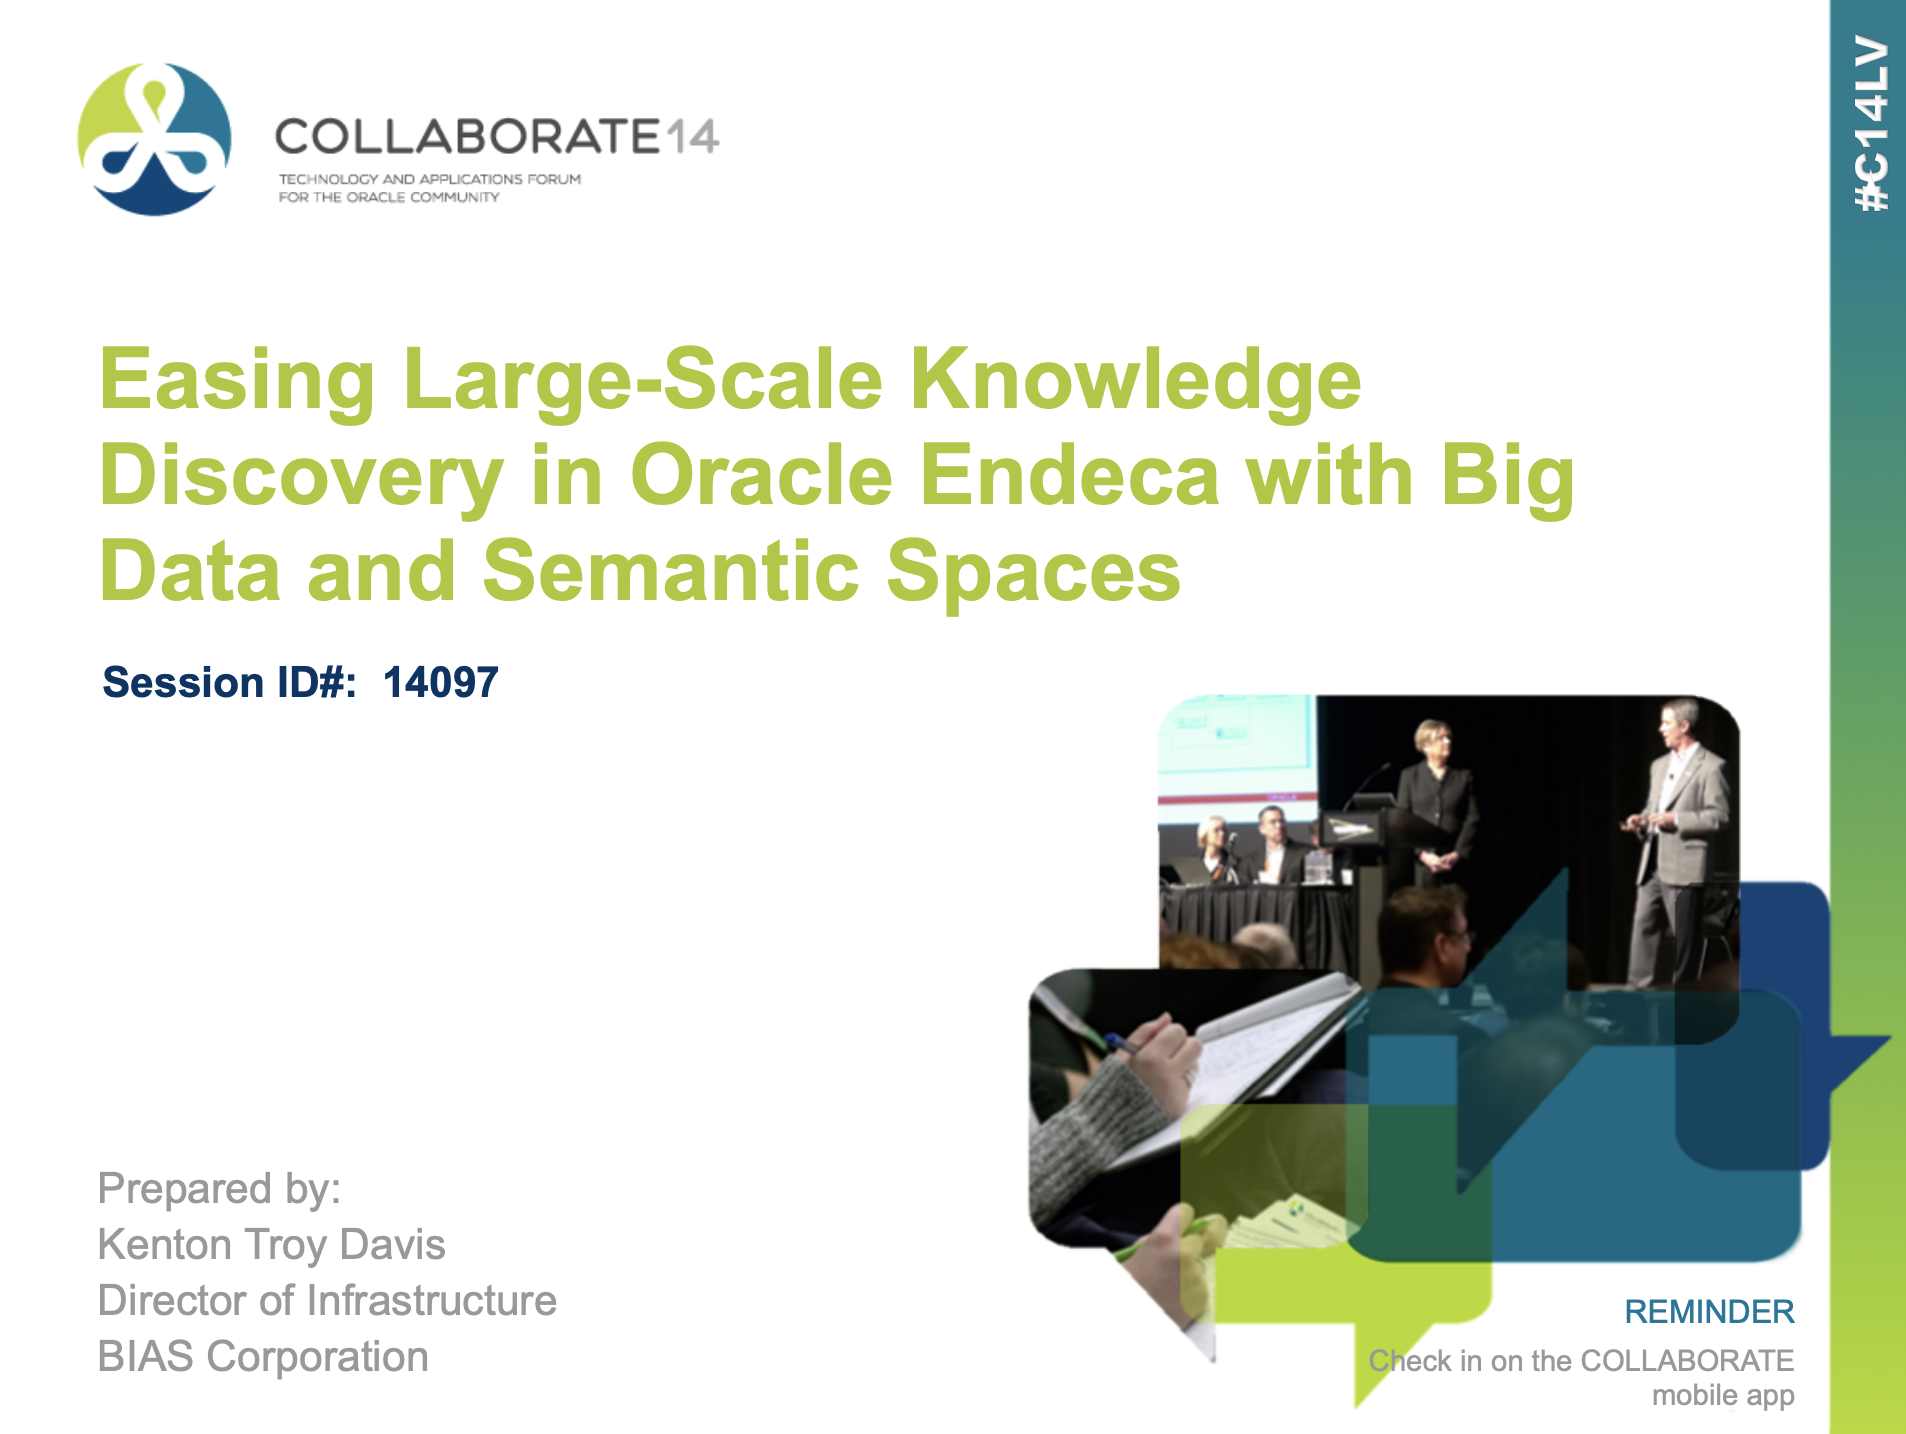 COLLABORATE14
TECHNOLOGY AND APPLICATIONS FORUM
FOR THE ORACLE COMMUNITY
#C14LV
Easing Large-Scale Knowledge
Discovery in Oracle Endeca with Big
Data and Semantic Spaces
Session ID#:  14097
ORACLE
Prepared by:
Kenton Troy Davis
Director of Infrastructure
BIAS Corporation
REMINDER
Check in on the COLLABORATE
mobile app